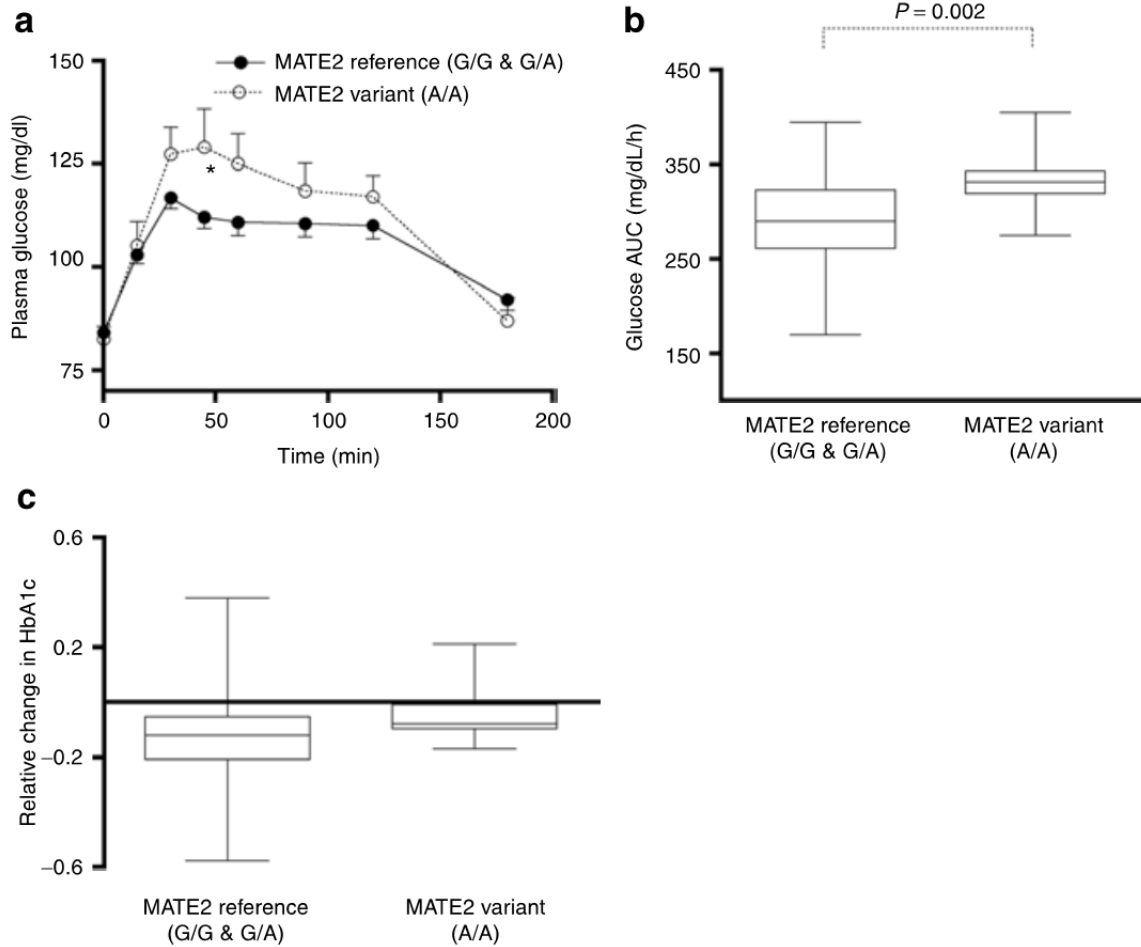 a
150
125
100
75
Plasma glucose (mg/dl)
MATE2 reference (G/G & G/A)
MATE2 variant (A/A)
*
0
50
100
150
200
Time (min)
b
P = 0.002
450
350
250
150
Glucose AUC (mg/dL/h)
MATE2 reference
(G/G & G/A)
MATE2 variant
(A/A)
c
0.6
0.2
−0.2
−0.6
Relative change in HbA1c
MATE2 reference
(G/G & G/A)
MATE2 variant
(A/A)